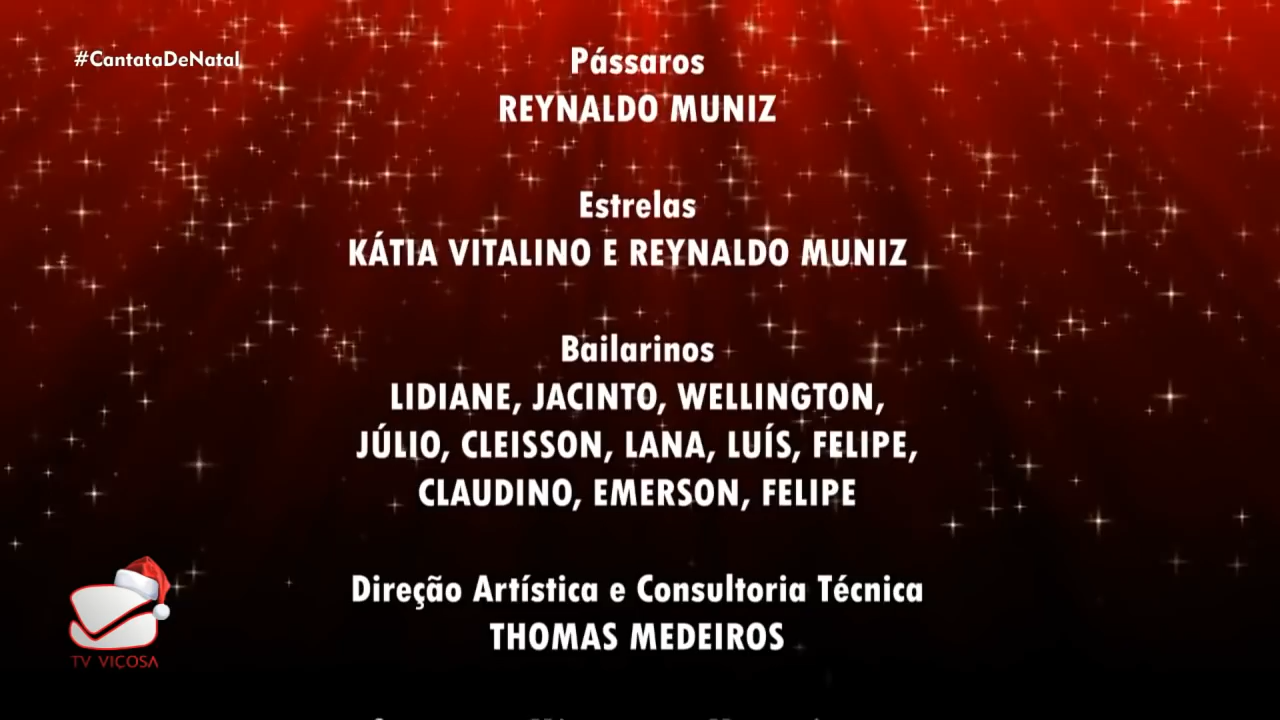 #CantataDeNatal
Pássaros
REYNALDO MUNIZ
Estrelas
KÁTIA VITALINO E REYNALDO MUNIZ
Bailarinos
LIDIANE, JACINTO, WELLINGTON,
JÚLIO, CLEISSON, LANA, LUÍS, FELIPE,
CLAUDINO, EMERSON, FELIPE
Direção Artística e Consultoria Técnica
THOMAS MEDEIROS
TV VIÇOSA